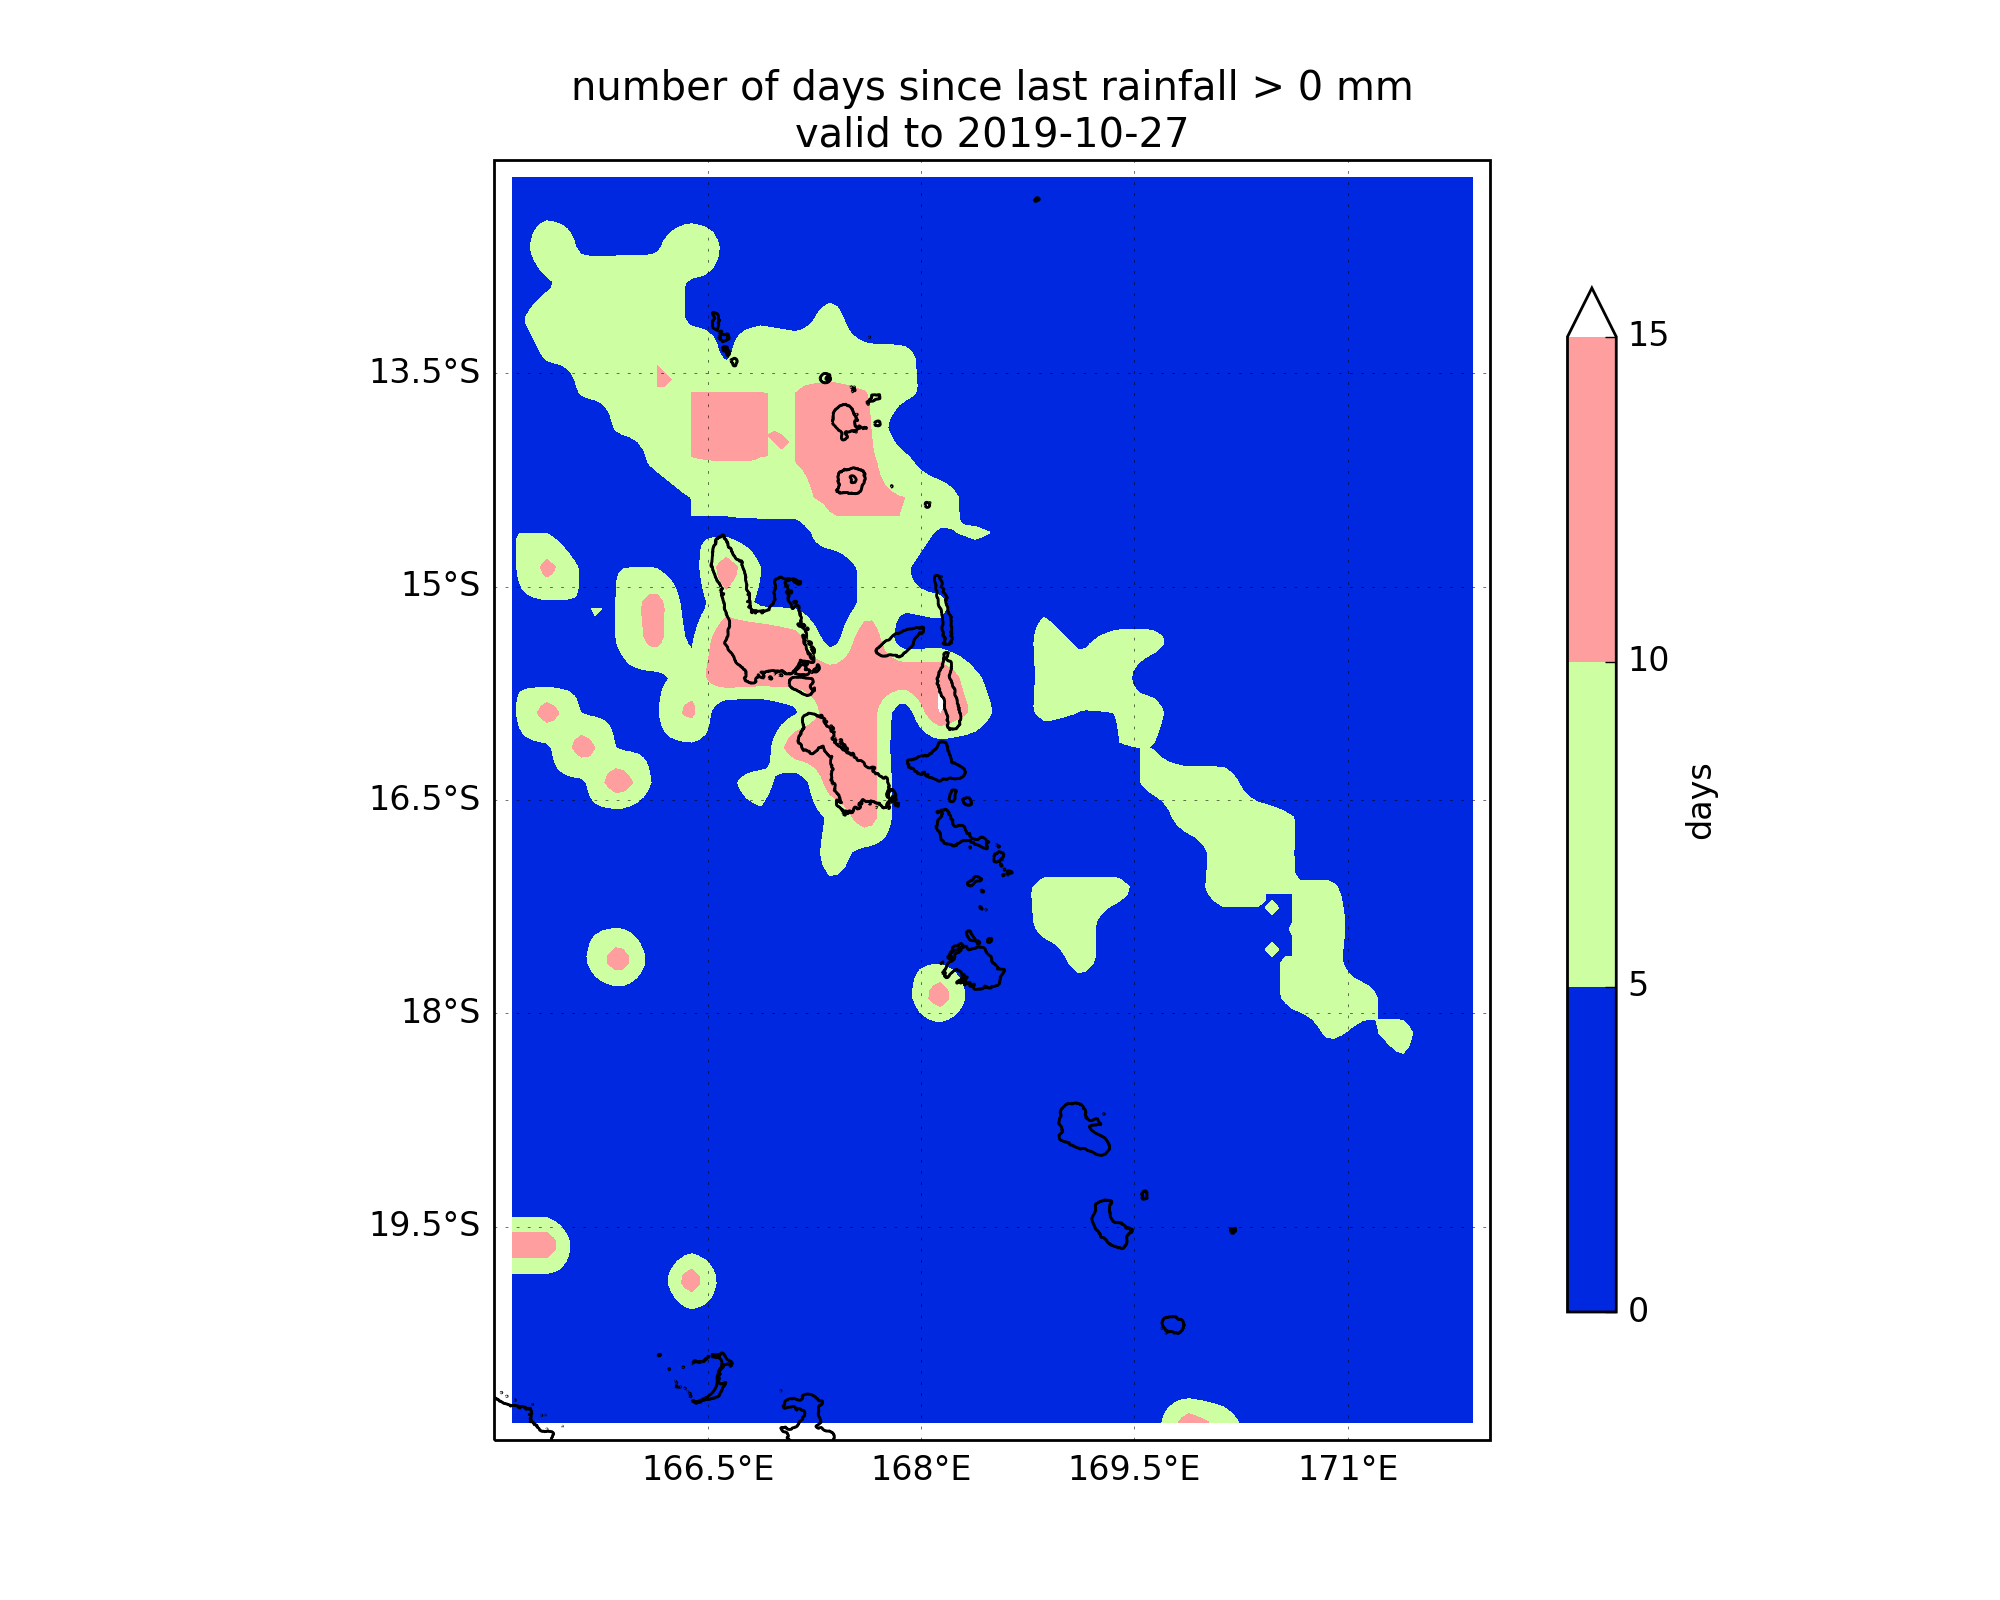 number of days since last rainfall > 0 mm
valid to 2019-10-27
13.5°S
15°S
16.5°S
18°S
19.5°S
166.5°E
168°E
169.5°E
171°E
15
10
5
0
days